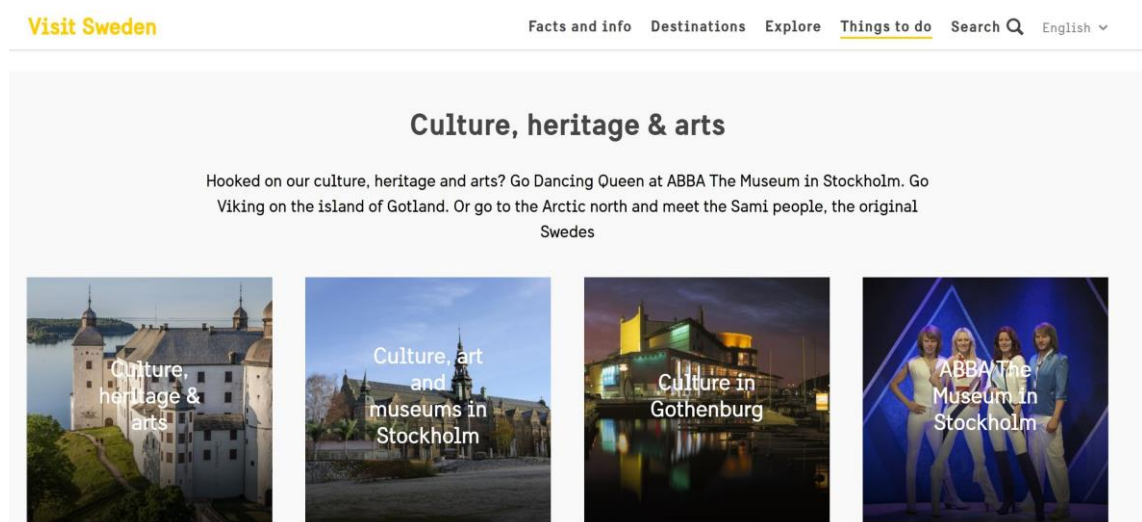 Visit Sweden
Facts and info Destinations Explore Things to do Search English
Culture, heritage & arts
Hooked on our culture, heritage and arts? Go Dancing Queen at ABBA The Museum in Stockholm. Go
Viking on the island of Gotland. Or go to the Arctic north and meet the Sami people, the original
Swedes
Culture,
heritage &
arts
Culture, art
and
museums in
Stockholm
Culture in
Gothenburg
ABBA The
Museum in
Stockholm